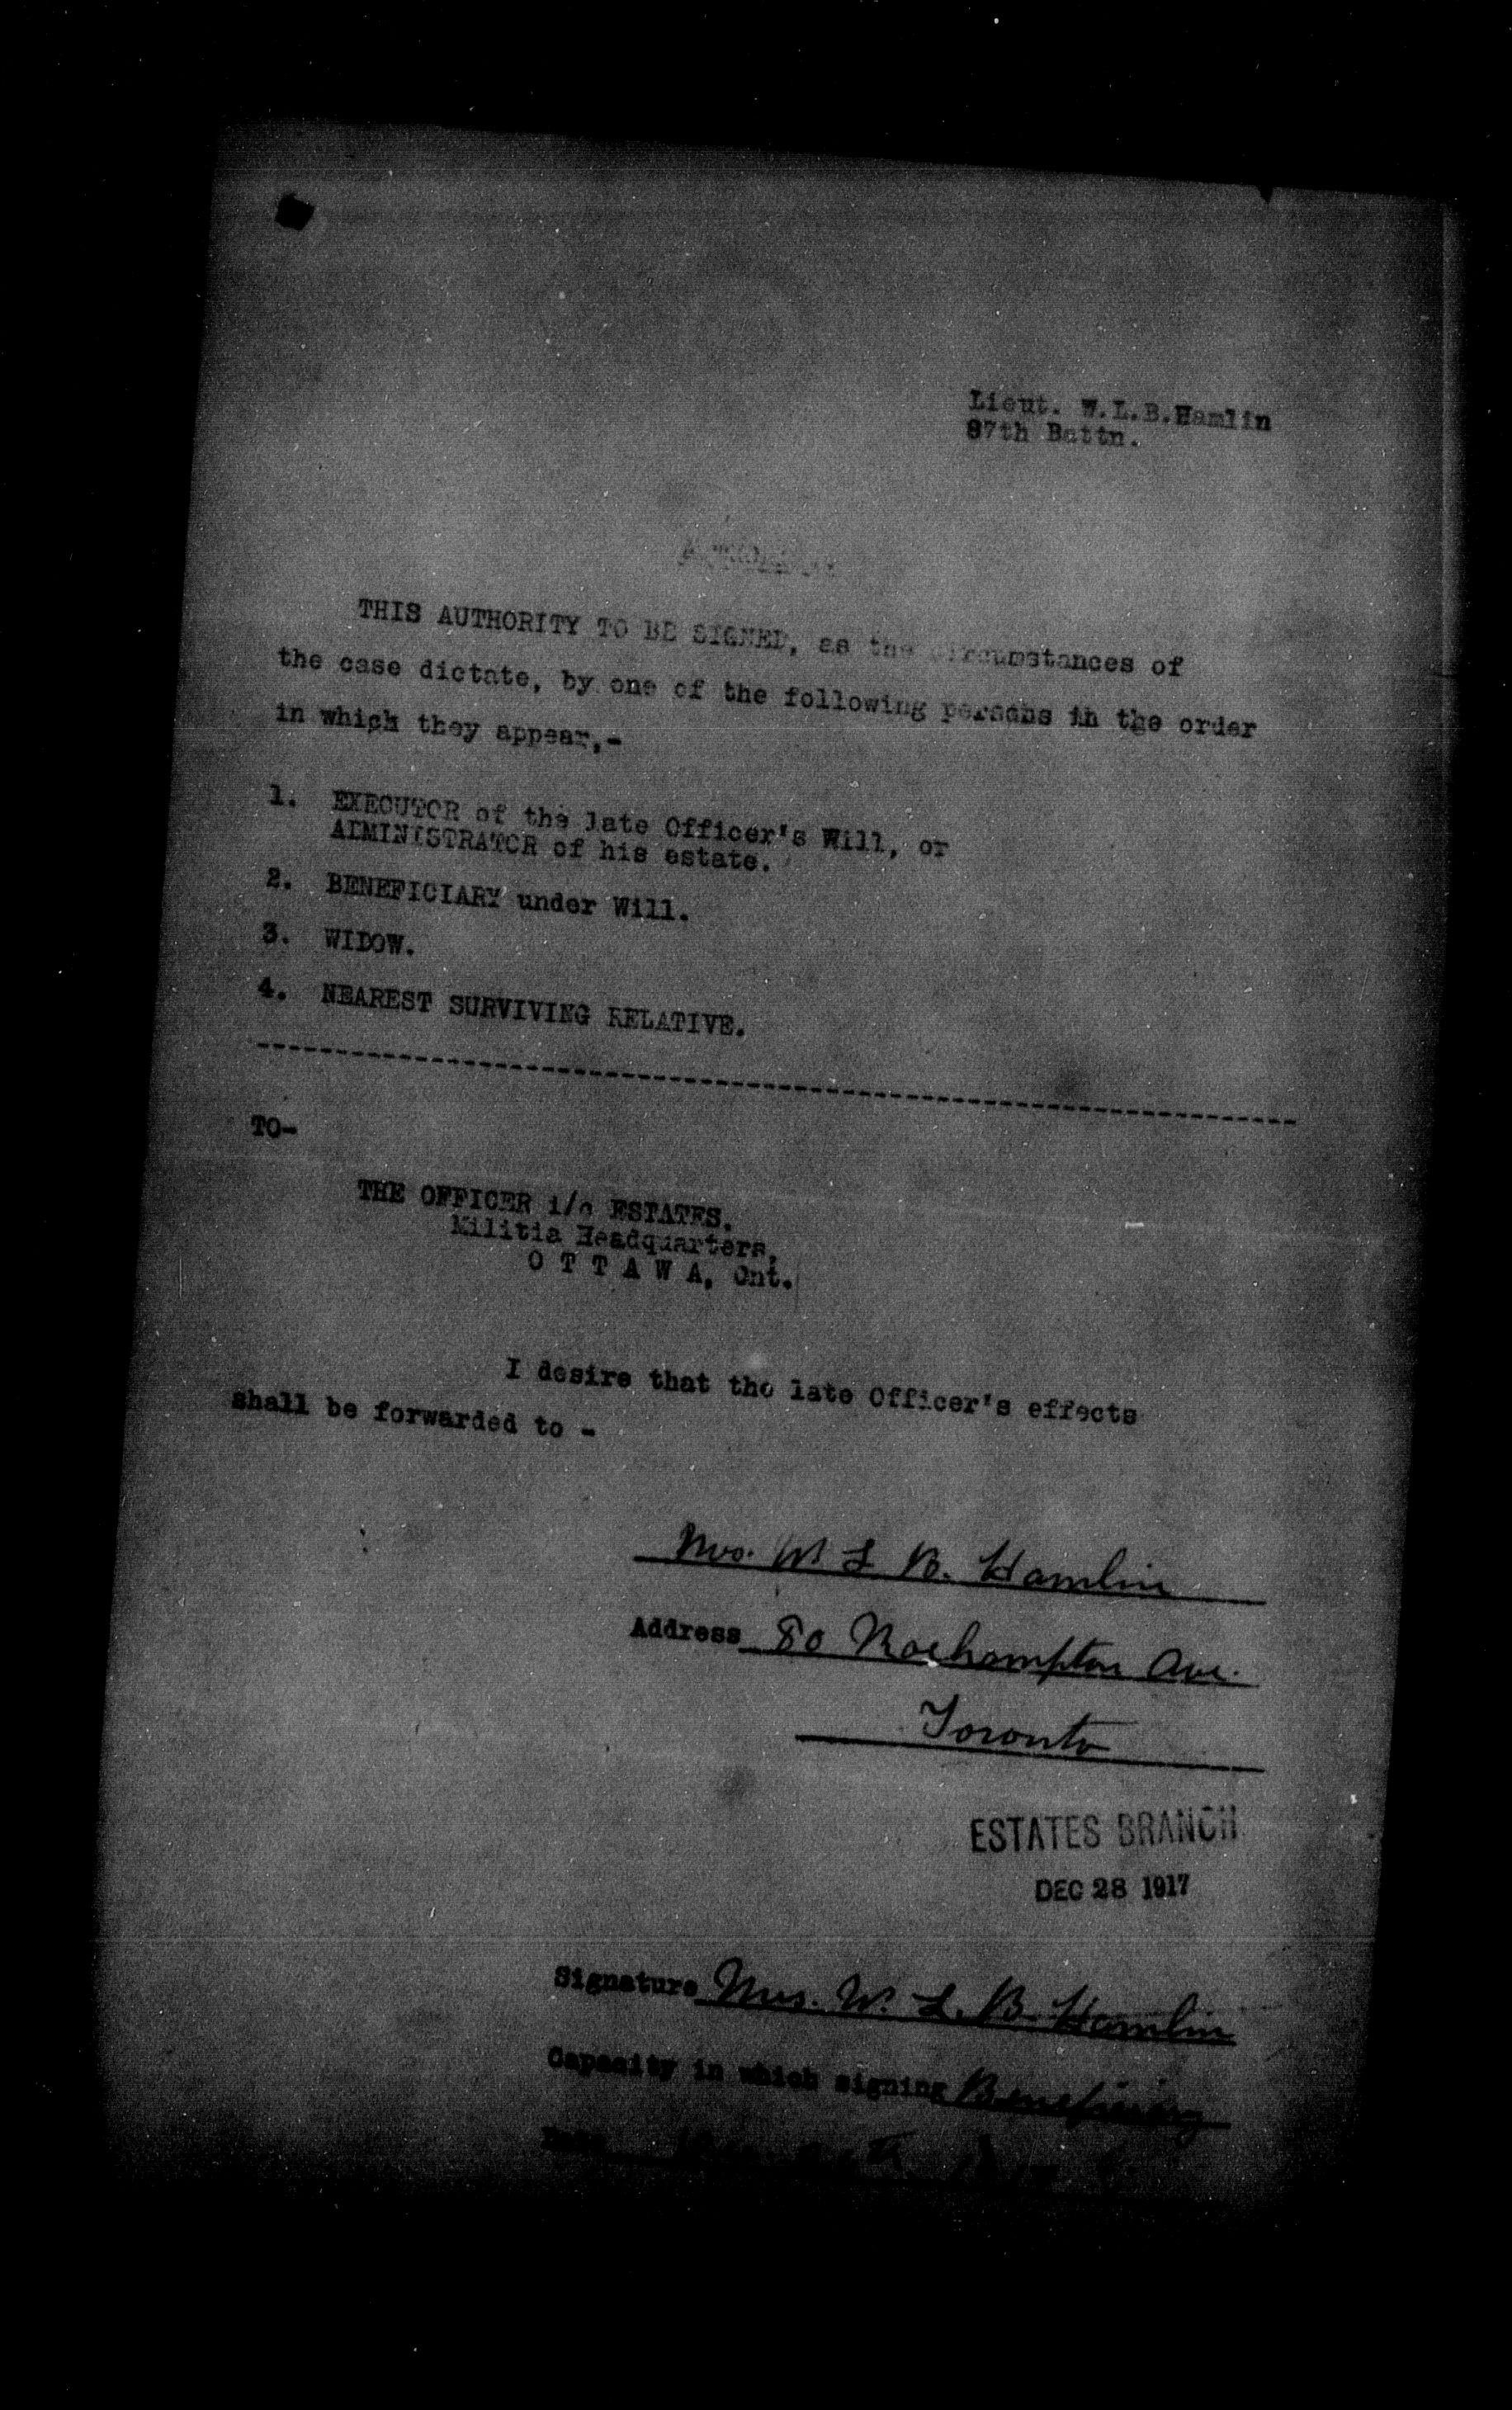 Lieut. W.L.B.Hamlin
87th Battn.
THIS AUTHORITY TO BE SIGNED, as the circumstances of
the case dictate, by one of the following persons in the order
in which they appear,-
1. EXECUTOR of the late Officer's Will, or
ADMINISTRATOR of his estate.
2. BENEFICIARY under Will.
3. WIDOW.
4. NEAREST SURVIVING RELATIVE.
TO-
THE OFFICER i/c ESTATES.
Militia Headquarters,
O T T A W A, Ont.
I desire that the late Officer's effects
shall be forwarded to -
Mrs. W L B. Hamlin
Address 80 Roehampton Ave.
Toronto
ESTATES BRANCH
DEC 28 1917
Signature Mrs. W. L. B. Hamlin
Capacity in which signing Beneficiary
Date